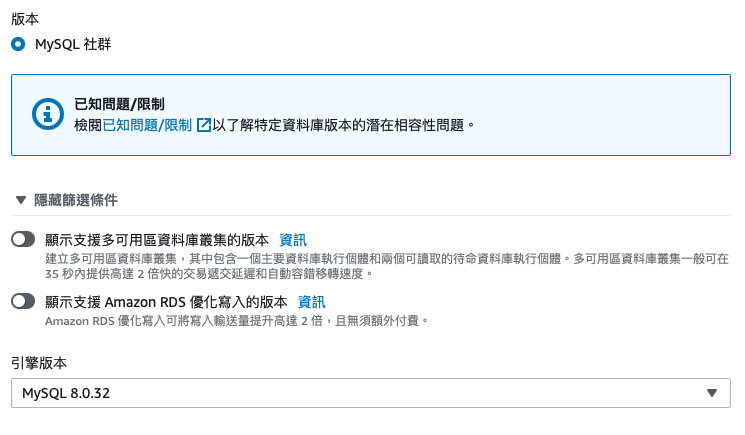 版本
MySQL 社群
已知問題/限制
檢閱已知問題/限制 以了解特定資料庫版本的潛在相容性問題。
隱藏篩選條件
顯示支援多可用區資料庫叢集的版本 資訊
建立多可用區資料庫叢集，其中包含一個主要資料庫執行個體和兩個可讀取的待命資料庫執行個體。多可用區資料庫叢集一般可在
35 秒內提供高達 2 倍快的交易遞交延遲和自動容錯移轉速度。
顯示支援 Amazon RDS 優化寫入的版本 資訊
Amazon RDS 優化寫入可將寫入輸送量提升高達 2 倍，且無須額外付費。
引擎版本
MySQL 8.0.32